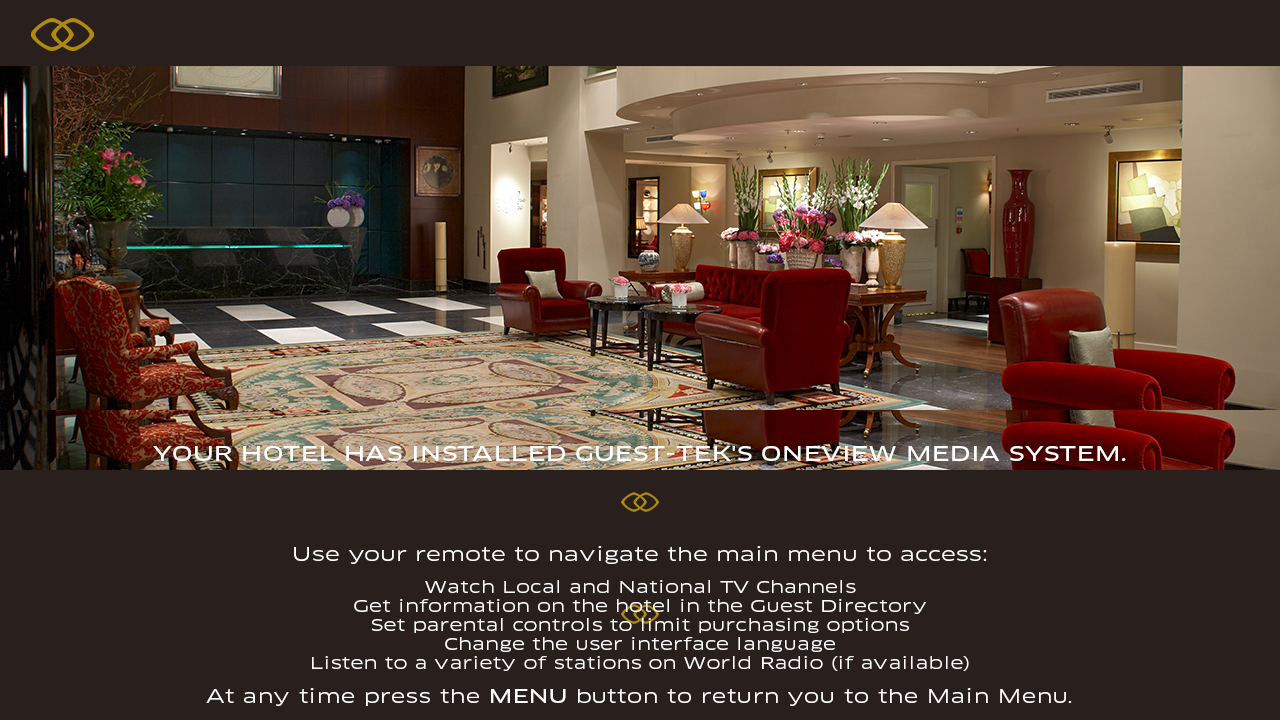 YOUR HOTEL HAS INSTALLED GUEST-TEK'S ONEVIEW MEDIA SYSTEM.
Use your remote to navigate the main menu to access:
Watch Local and National TV Channels
Get information on the hotel in the Guest Directory
Set parental controls to limit purchasing options
Change the user interface language
Listen to a variety of stations on World Radio (if available)
At any time press the MENU button to return you to the Main Menu.